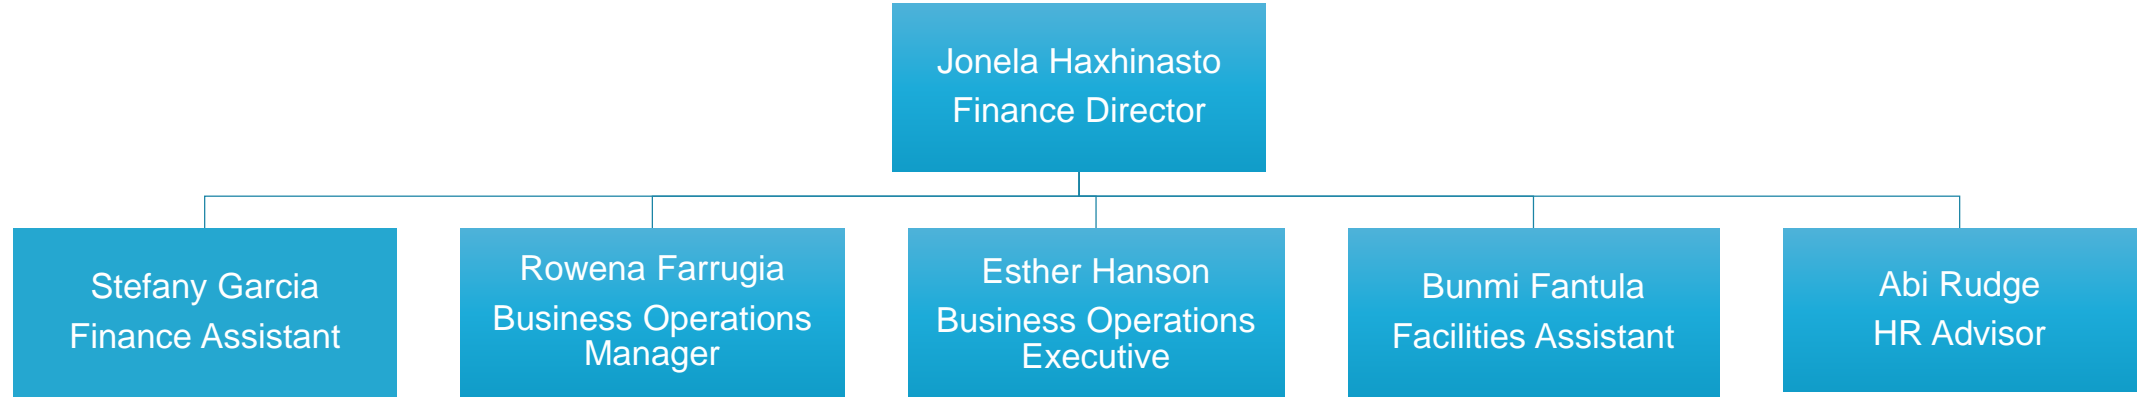 Jonela Haxhinasto
Finance Director
Stefany Garcia
Finance Assistant
Rowena Farrugia
Business Operations
Manager
Esther Hanson
Business Operations
Executive
Bunmi Fantula
Facilities Assistant
Abi Rudge
HR Advisor